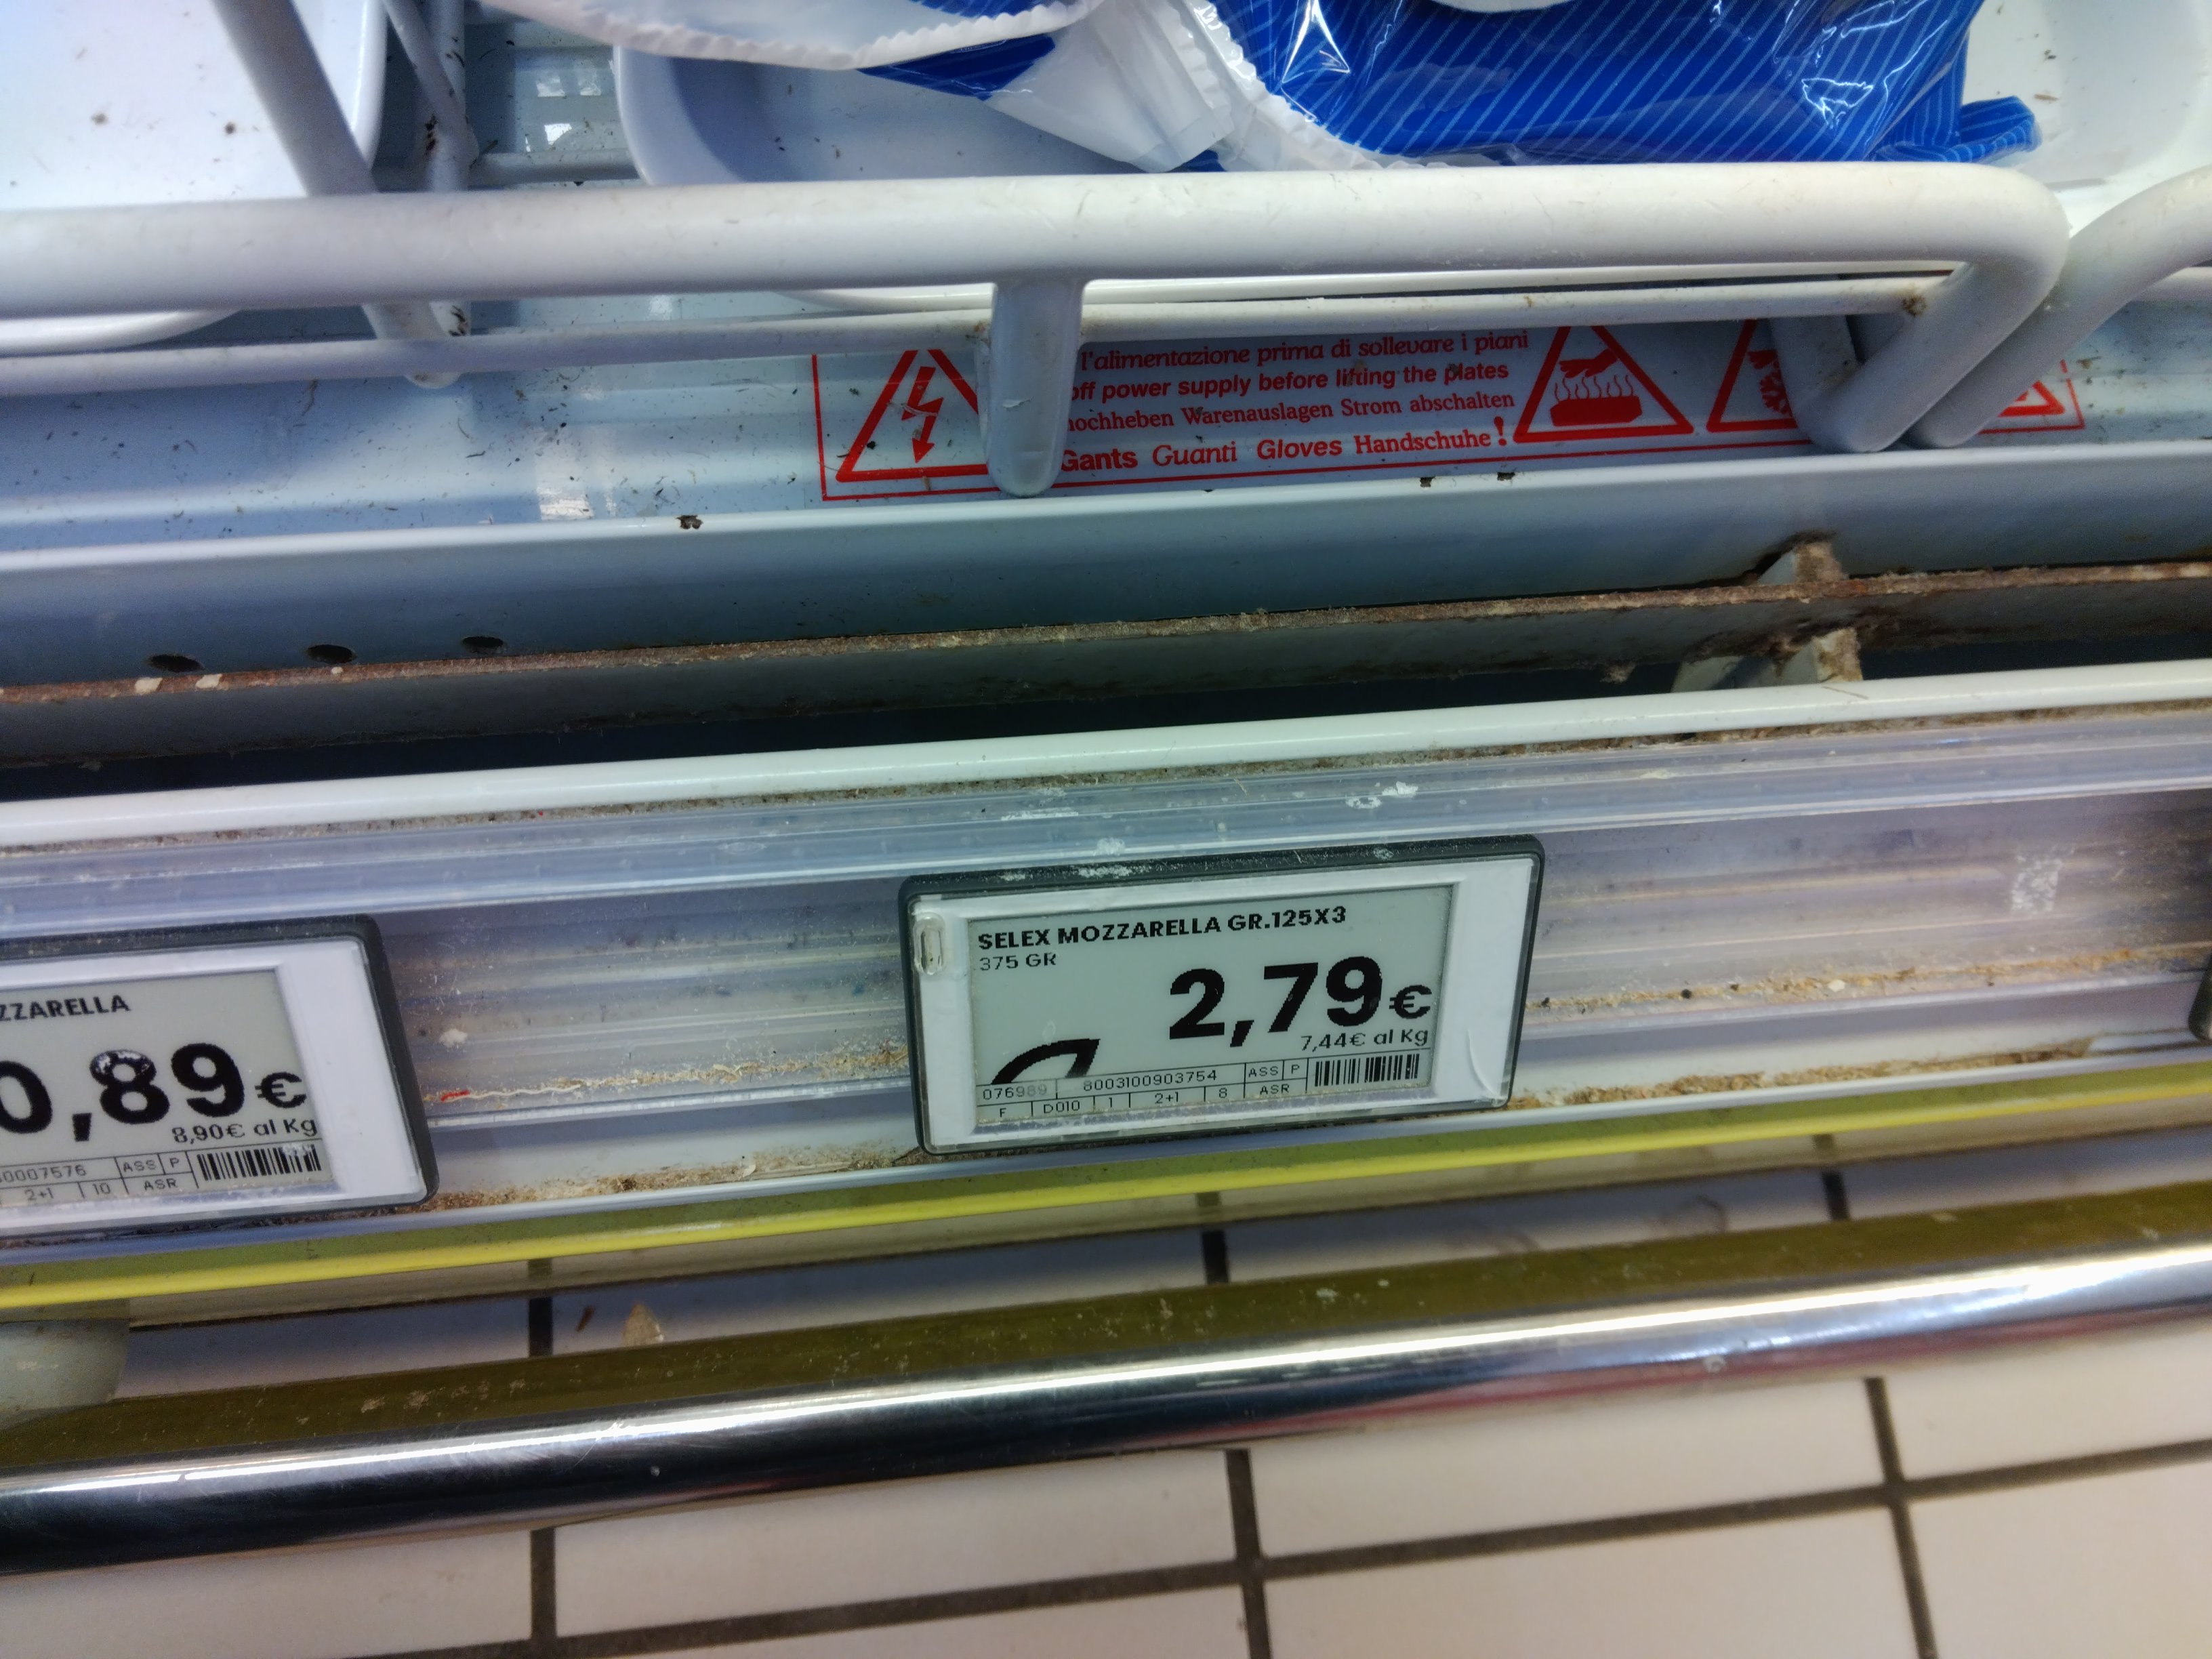 l'alimentazione prima di sollevare i piani
off power supply before lifting the plates
hochheben Warenauslagen Strom abschalten
Gants Guanti Gloves Handschuhe!
SELEX MOZZARELLA GR.125X3
375 GR
2,79€
7,44€ al Kg
076989 8003100903754 ASS P
F D010 1 2+1 8 ASR
ZZARELLA
0,89€
8,90€ al Kg
0007576 ASS P
2+1 10 ASR